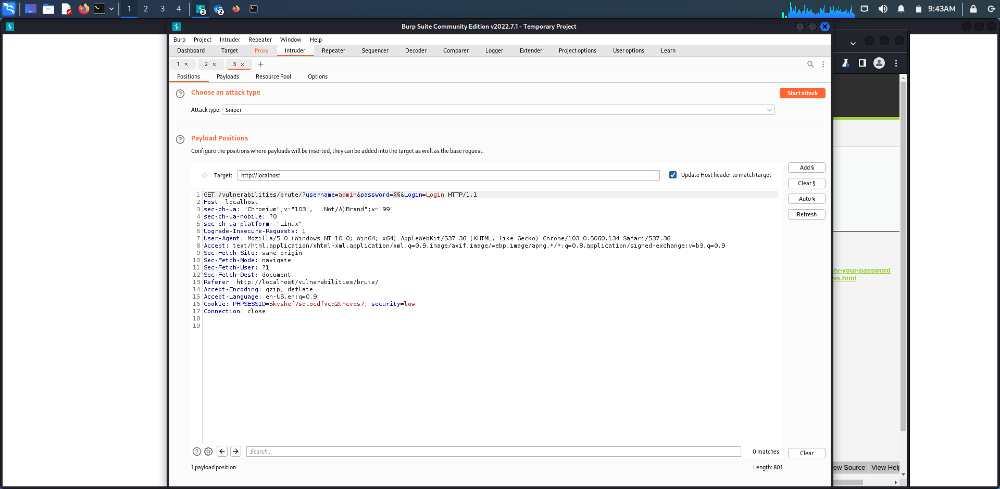 1 2 3 4 2 2 9:43AM
Burp Suite Community Edition v2022.7.1 - Temporary Project
Burp Project Intruder Repeater Window Help
Dashboard Target Proxy Intruder Repeater Sequencer Decoder Comparer Logger Extender Project options User options Learn
1 × 2 × 3 × +
Positions Payloads Resource Pool Options
? Choose an attack type
Start attack
Attack type: Sniper
? Payload Positions
Configure the positions where payloads will be inserted, they can be added into the target as well as the base request.
Target: http://localhost
Update Host header to match target
Add §
Clear §
Auto §
Refresh
1 GET /vulnerabilities/brute/?username=admin&password=§§&Login=Login HTTP/1.1
2 Host: localhost
3 sec-ch-ua: "Chromium";v="103", ".Not/A)Brand";v="99"
4 sec-ch-ua-mobile: ?0
5 sec-ch-ua-platform: "Linux"
6 Upgrade-Insecure-Requests: 1
7 User-Agent: Mozilla/5.0 (Windows NT 10.0; Win64; x64) AppleWebKit/537.36 (KHTML, like Gecko) Chrome/103.0.5060.134 Safari/537.36
8 Accept: text/html,application/xhtml+xml,application/xml;q=0.9,image/avif,image/webp,image/apng,*/*;q=0.8,application/signed-exchange;v=b3;q=0.9
9 Sec-Fetch-Site: same-origin
10 Sec-Fetch-Mode: navigate
11 Sec-Fetch-User: ?1
12 Sec-Fetch-Dest: document
13 Referer: http://localhost/vulnerabilities/brute/
14 Accept-Encoding: gzip, deflate
15 Accept-Language: en-US,en;q=0.9
16 Cookie: PHPSESSID=5kvshef7sqtocdfvcq2thcvos7; security=low
17 Connection: close
18
19
ty-your-password
ws.html
? Search... 0 matches Clear
1 payload position Length: 801
ew Source View Help